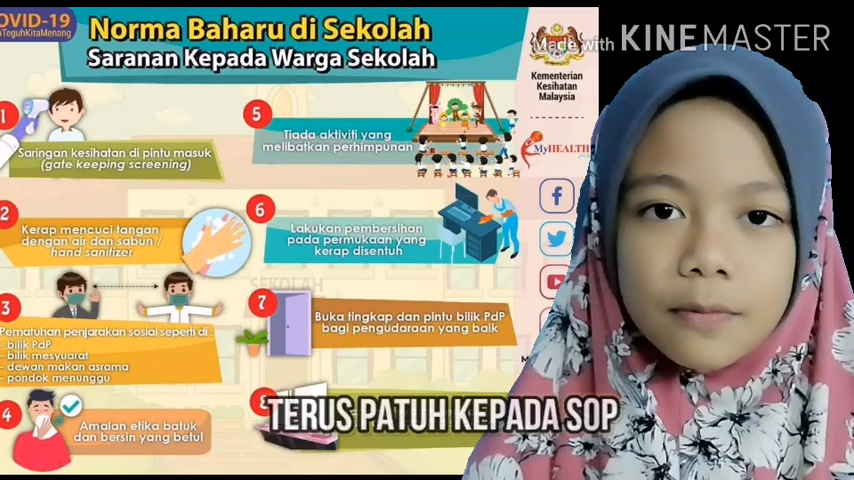 OVID-19
TeguhKitaMenang
Norma Baharu di Sekolah
Saranan Kepada Warga Sekolah
Made with KINEMASTER
Kementerian
Kesihatan
Malaysia
MyHEALTH
1
Saringan kesihatan di pintu masuk
(gate keeping screening)
2
Kerap mencuci tangan
dengan air dan sabun /
hand sanitizer
3
Pematuhan penjarakan sosial seperti di :
- bilik PdP
- bilik mesyuarat
- dewan makan asrama
- pondok menunggu
4
Amalan etika batuk
dan bersin yang betul
5
Tiada aktiviti yang
melibatkan perhimpunan
6
Lakukan pembersihan
pada permukaan yang
kerap disentuh
SEKOLAH
7
Buka tingkap dan pintu bilik PdP
bagi pengudaraan yang baik
8
TERUS PATUH KEPADA SOP